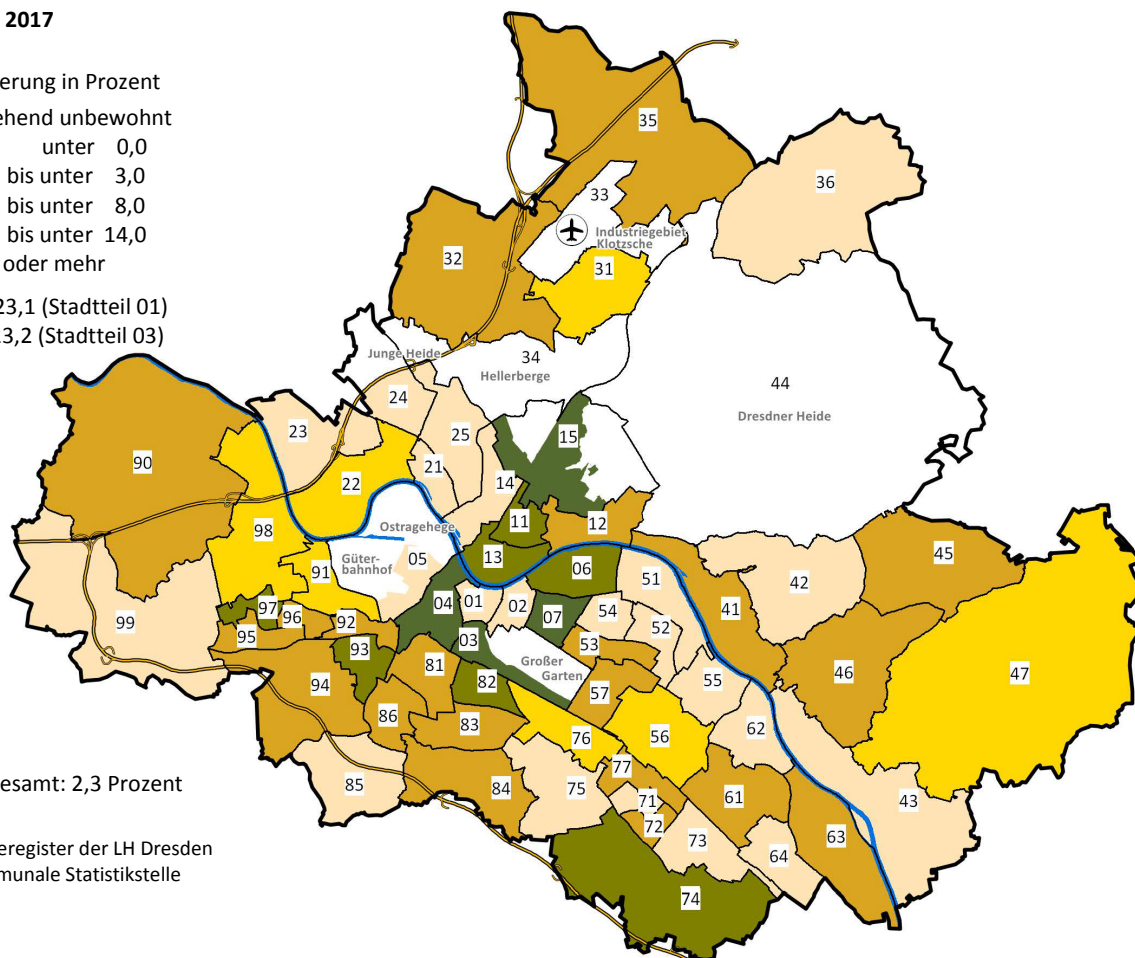 2017
erung in Prozent
ehend unbewohnt
unter 0,0
bis unter 3,0
bis unter 8,0
bis unter 14,0
oder mehr
23,1 (Stadtteil 01)
3,2 (Stadtteil 03)
35
36
33
Industriegebiet
Klotzsche
32
31
Junge Heide
34
Hellerberge
44
Dresdner Heide
24
23
25
15
90
21
22
14
Ostragehege
11
12
98
13
45
Güter-
bahnhof
05
91
06
51
42
97
04
01
02
07
54
41
99
96
92
52
95
03
53
93
Großer
Garten
46
47
94
81
82
57
55
86
83
76
56
62
85
84
75
77
71
61
43
esamt: 2,3 Prozent
72
73
63
64
eregister der LH Dresden
munale Statistikstelle
74